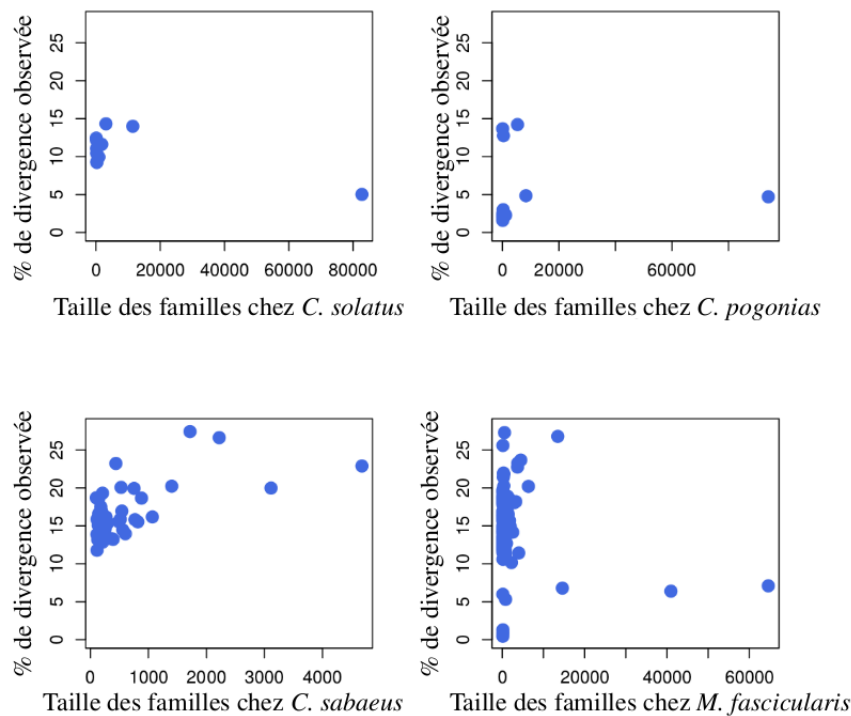 % de divergence observée
25
20
15
10
5
0
0 20000 40000 60000 80000
Taille des familles chez C. solatus
% de divergence observée
25
20
15
10
5
0
0 20000 60000
Taille des familles chez C. pogonias
% de divergence observée
25
20
15
10
5
0
0 1000 2000 3000 4000
Taille des familles chez C. sabaeus
% de divergence observée
25
20
15
10
5
0
0 20000 40000 60000
Taille des familles chez M. fascicularis